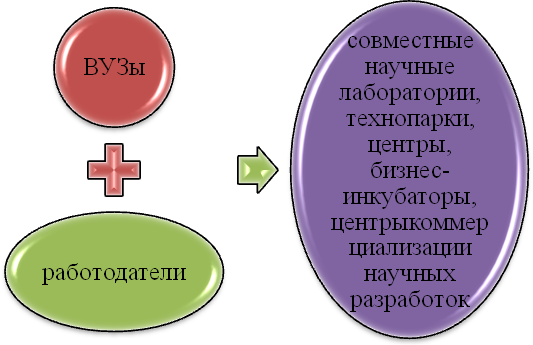 ВУЗы
работодатели
совместные
научные
лаборатории,
технопарки,
центры,
бизнес-
инкубаторы,
центрыкоммер
циализации
научных
разработок